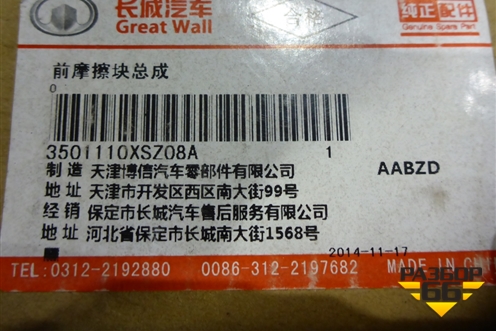 长城汽车
Great Wall
合格
纯正配件
Genuine Spare Part
前摩擦块总成
0
3501110XSZ08A 1
制造 天津博信汽车零部件有限公司
AABZD
地址 天津市开发区西区南大街99号
经销 保定市长城汽车售后服务有限公司
地址 河北省保定市长城南大街1568号
2014-11-17
TEL:0312-2192880 0086-312-2197682 MADE IN
РАЗБОР
66